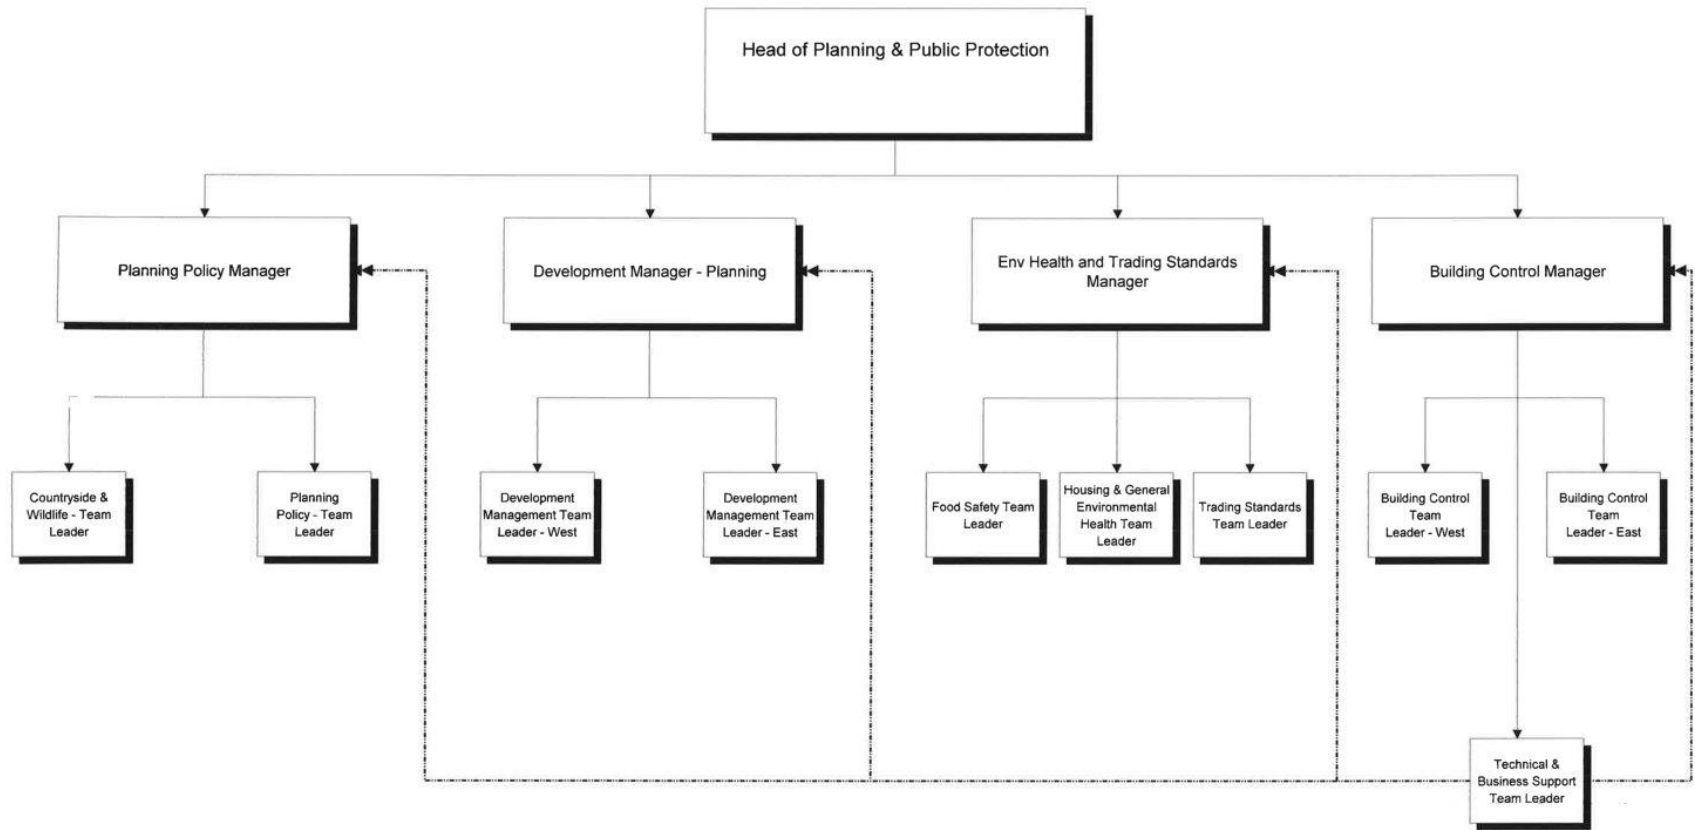 Head of Planning & Public Protection
Planning Policy Manager
Development Manager - Planning
Env Health and Trading Standards
Manager
Building Control Manager
Countryside &
Wildlife - Team
Leader
Planning
Policy - Team
Leader
Development
Management Team
Leader - West
Development
Management Team
Leader - East
Food Safety Team
Leader
Housing & General
Environmental
Health Team
Leader
Trading Standards
Team Leader
Building Control
Team
Leader - West
Building Control
Team
Leader - East
Technical &
Business Support
Team Leader